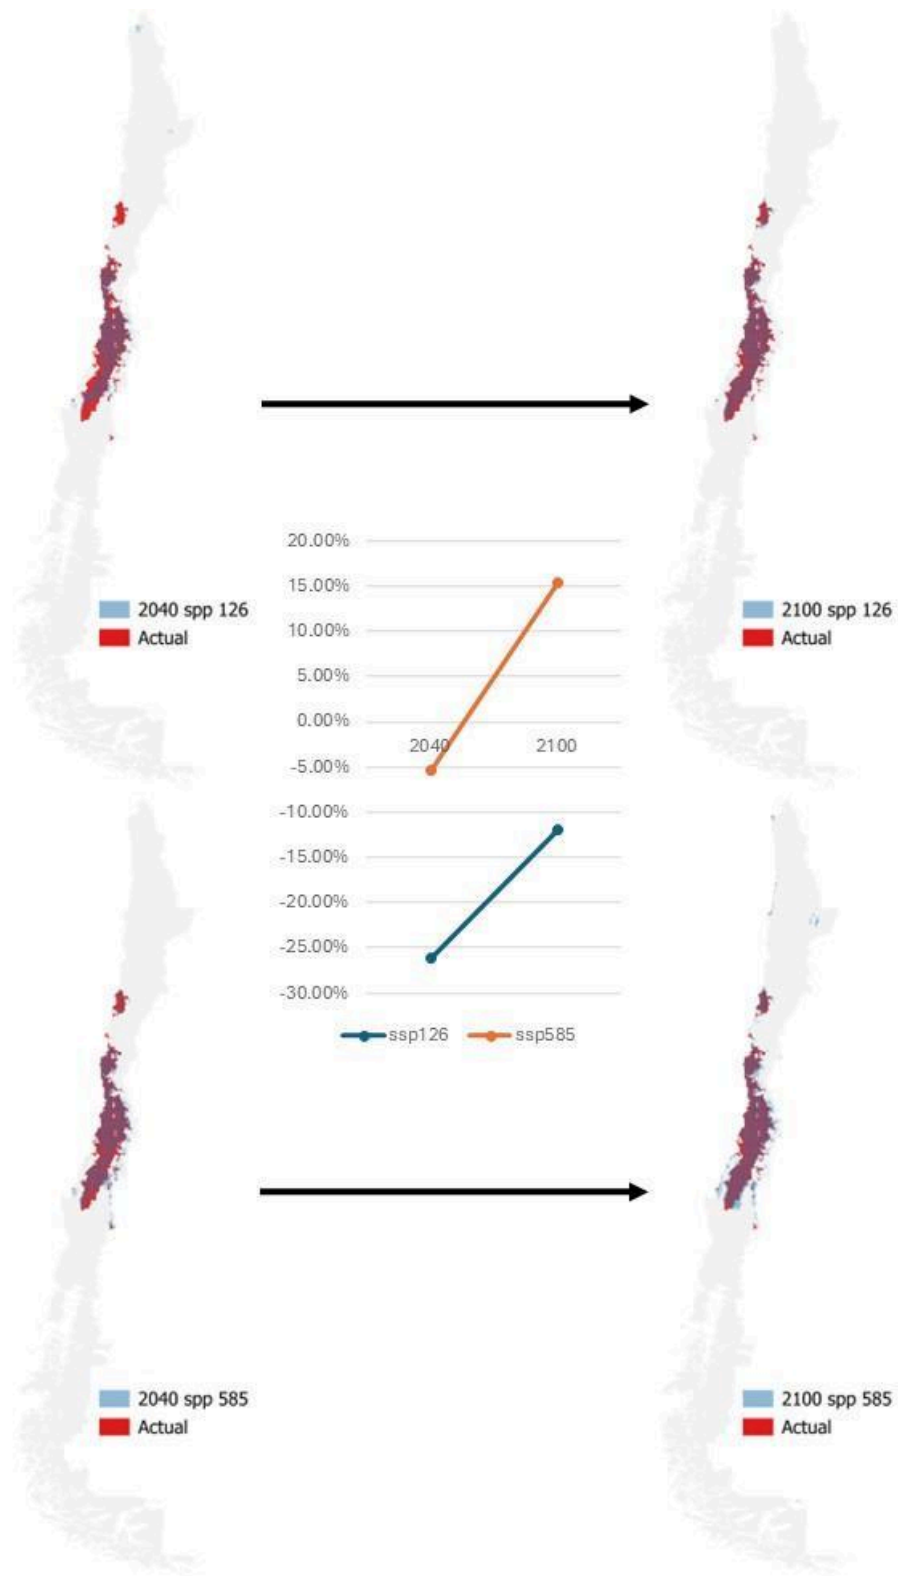 20.00%
15.00%
2040 spp 126
2100 spp 126
10.00%
Actual
Actual
5.00%
0.00%
2040
2100
-5.00%
-10.00%
-15.00%
-20.00%
-25.00%
-30.00%
ssp126
ssp585
2040 spp 585
2100 spp 585
Actual
Actual